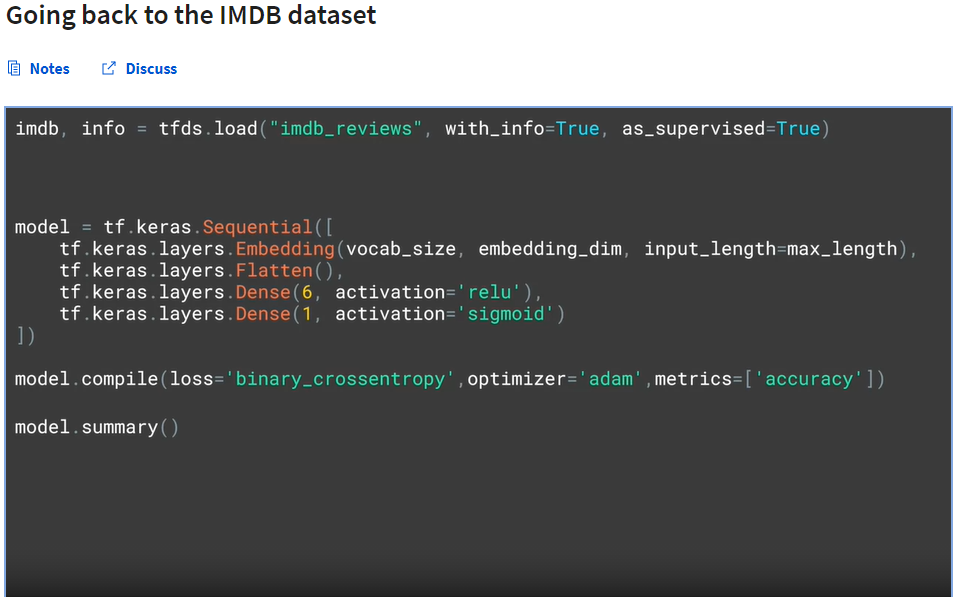 Going back to the IMDB dataset
Notes Discuss
imdb, info = tfds.load("imdb_reviews", with_info=True, as_supervised=True)
model = tf.keras.Sequential([
    tf.keras.layers.Embedding(vocab_size, embedding_dim, input_length=max_length),
    tf.keras.layers.Flatten(),
    tf.keras.layers.Dense(6, activation='relu'),
    tf.keras.layers.Dense(1, activation='sigmoid')
])
model.compile(loss='binary_crossentropy',optimizer='adam',metrics=['accuracy'])
model.summary()